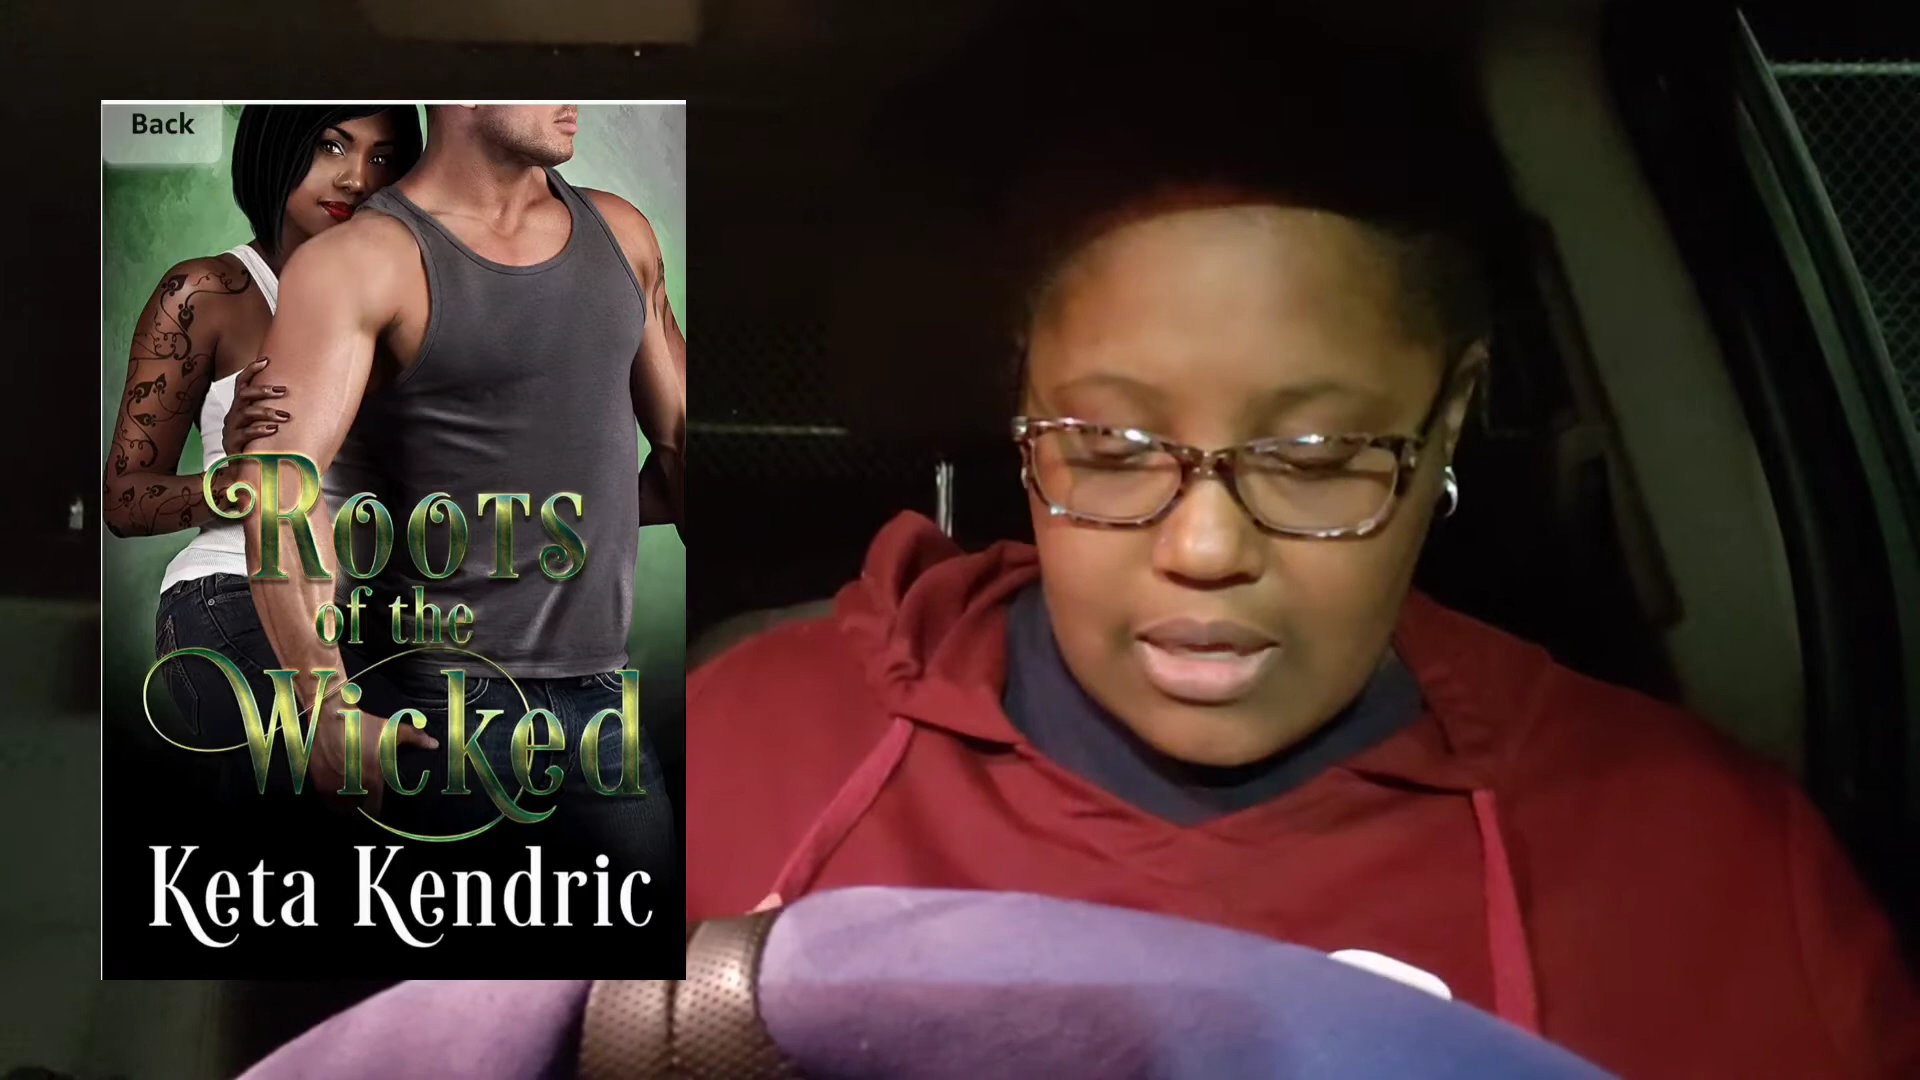 Back
Roots
of the
Wicked
Keta Kendric